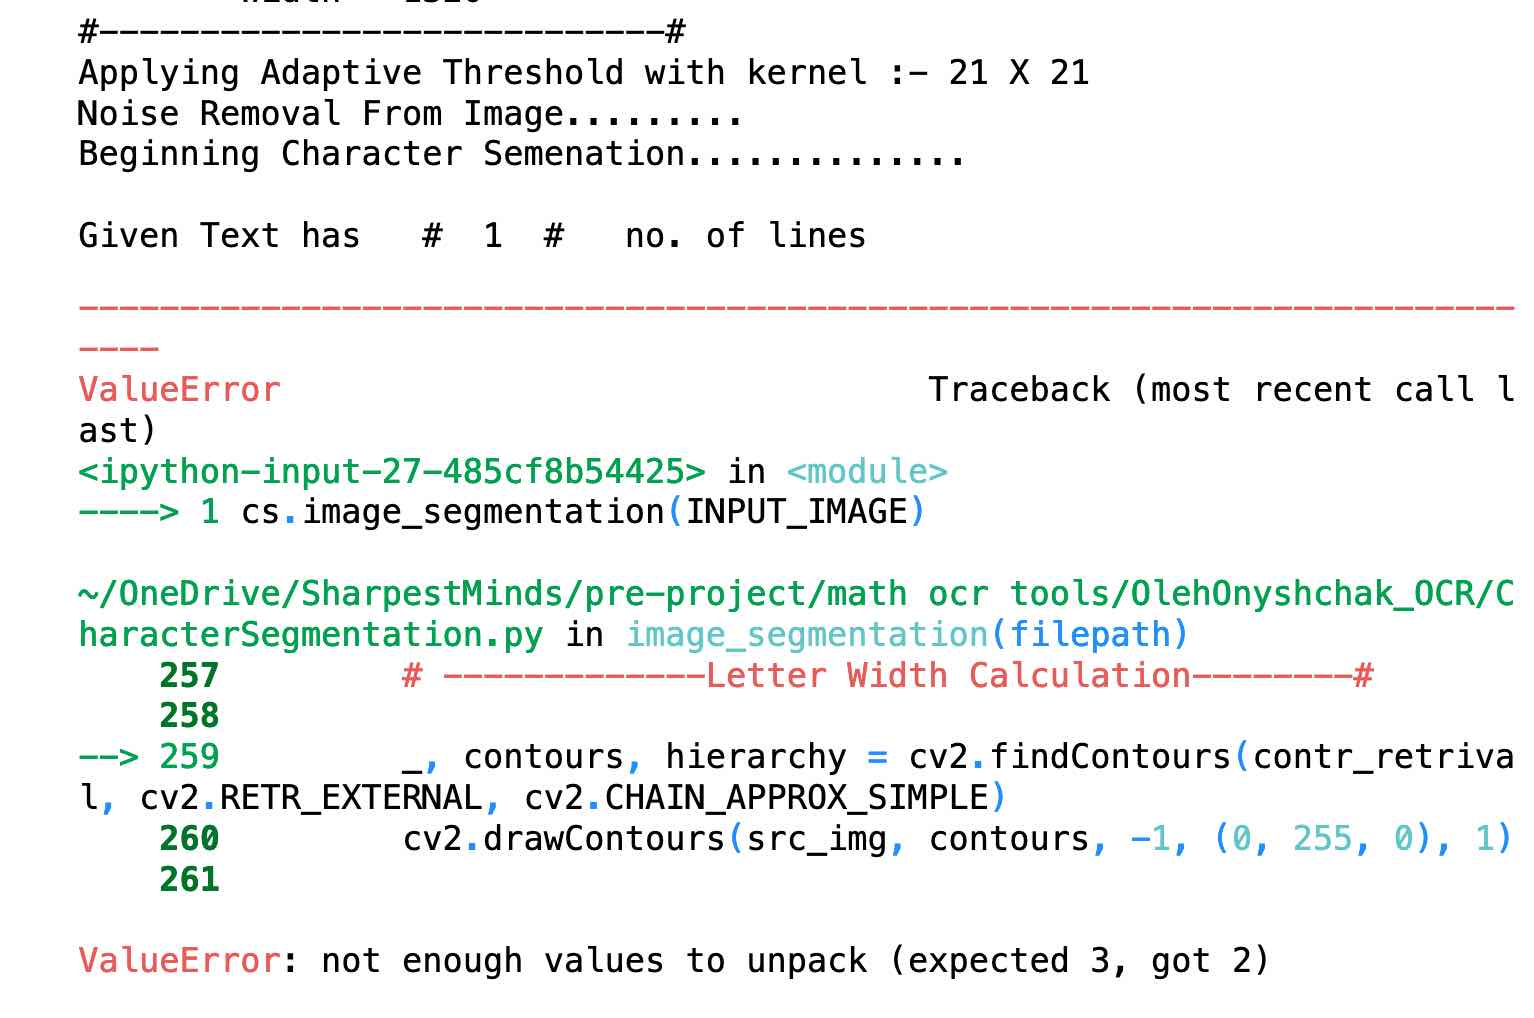 #----------------------------#
Applying Adaptive Threshold with kernel :- 21 X 21
Noise Removal From Image.........
Beginning Character Semenation..............
Given Text has   #  1  #   no. of lines
-----------------------------------------------------------------------
----
ValueError                                Traceback (most recent call l
ast)
<ipython-input-27-485cf8b54425> in <module>
----> 1 cs.image_segmentation(INPUT_IMAGE)
~/OneDrive/SharpestMinds/pre-project/math ocr tools/OlehOnyshchak_OCR/C
haracterSegmentation.py in image_segmentation(filepath)
    257         # -------------Letter Width Calculation--------#
    258
--> 259         _, contours, hierarchy = cv2.findContours(contr_retriva
l, cv2.RETR_EXTERNAL, cv2.CHAIN_APPROX_SIMPLE)
    260         cv2.drawContours(src_img, contours, -1, (0, 255, 0), 1)
    261
ValueError: not enough values to unpack (expected 3, got 2)